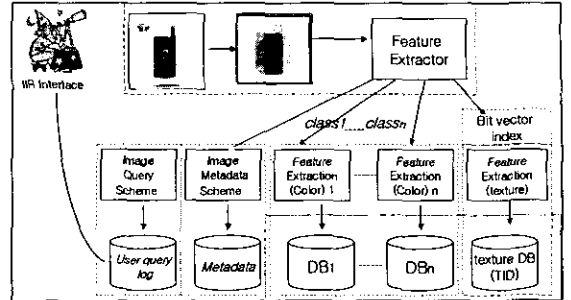 IIR Interface
Feature
Extractor
class1......classn
Bit vector
index
Image
Query
Scheme
Image
Metadata
Scheme
Feature
Extraction
(Color) 1
Feature
Extraction
(Color) n
Feature
Extraction
(texture)
User query
log
Metadata
DB1
DBn
texture DB
(TID)